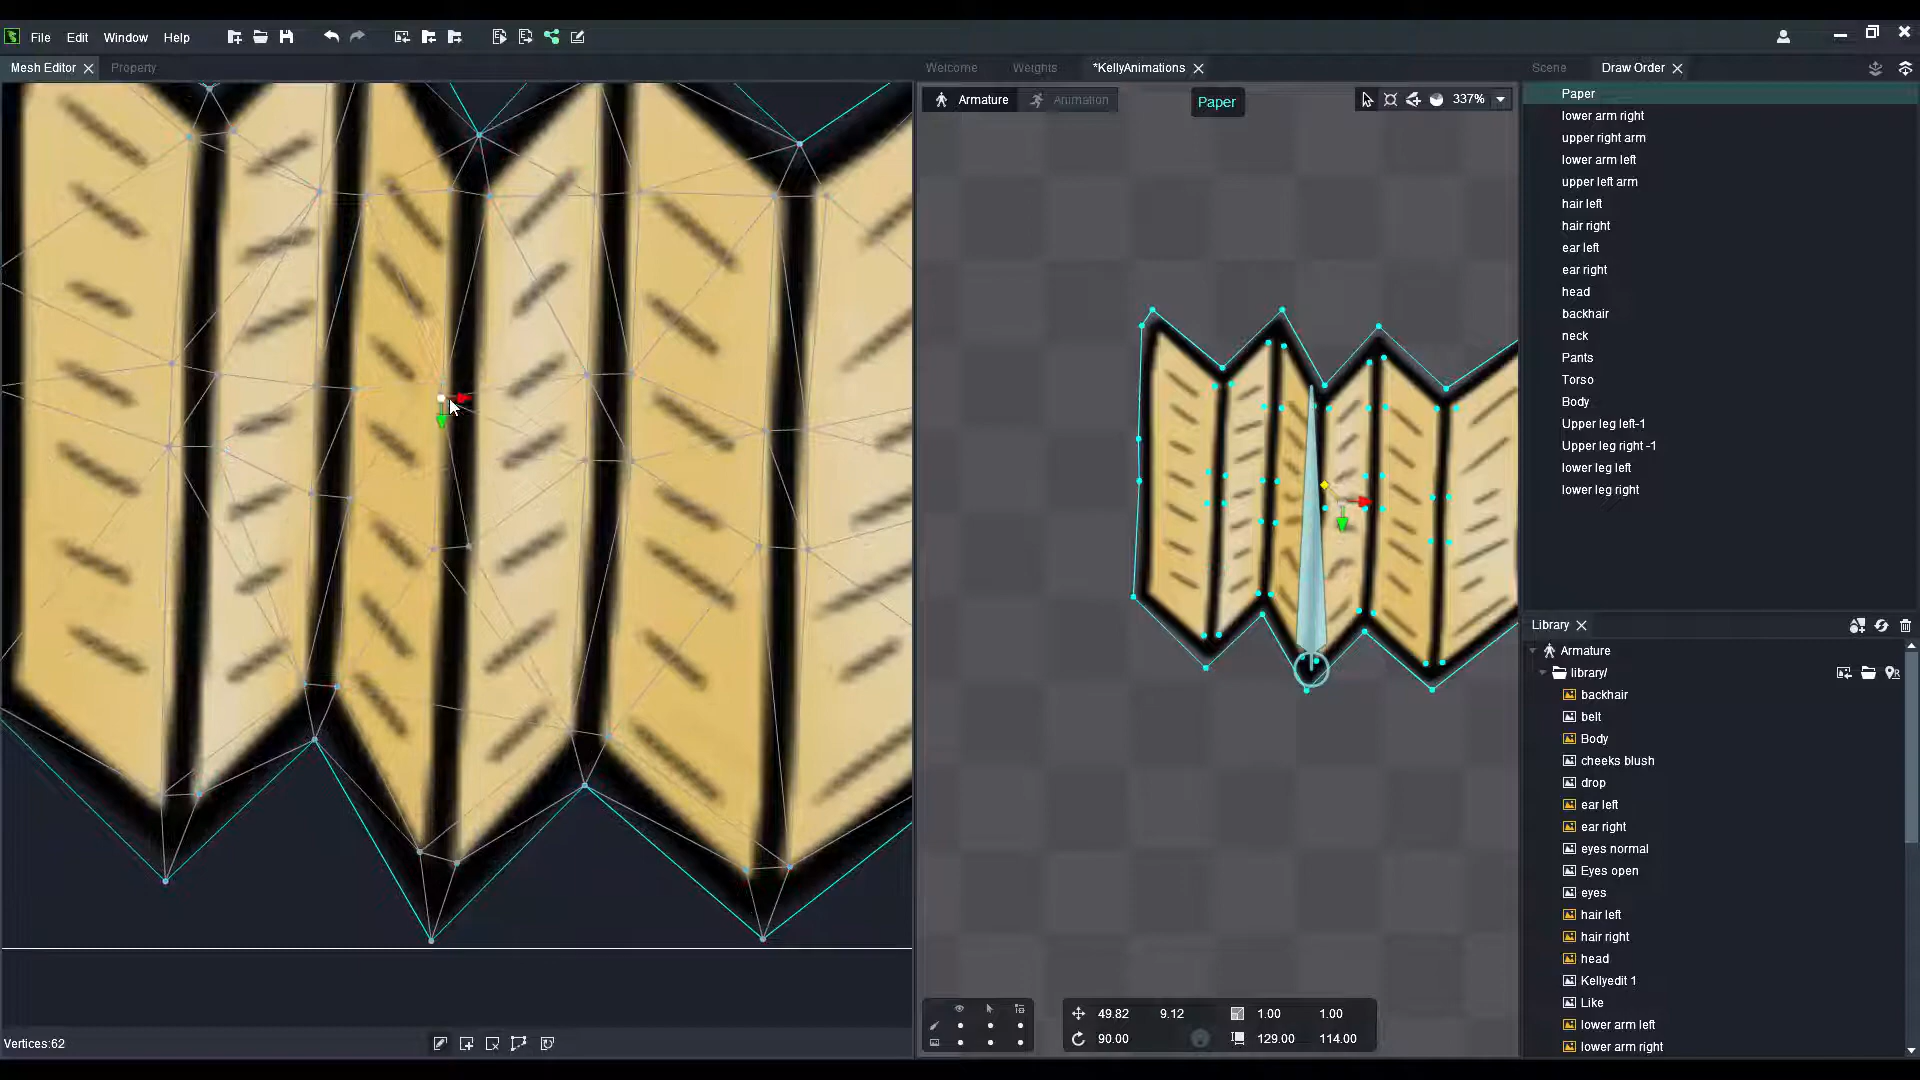 File Edit Window Help
Mesh Editor Property
Welcome Weights *KellyAnimations
Scene Draw Order
Armature Animation
Paper
337%
Paper
lower arm right
upper right arm
lower arm left
upper left arm
hair left
hair right
ear left
ear right
head
backhair
neck
Pants
Torso
Body
Upper leg left-1
Upper leg right -1
lower leg left
lower leg right
Library
Armature
library/
backhair
belt
Body
cheeks blush
drop
ear left
ear right
eyes normal
Eyes open
eyes
hair left
hair right
head
Kellyedit 1
Like
lower arm left
lower arm right
49.82 9.12 1.00 1.00
90.00 129.00 114.00
Vertices:62